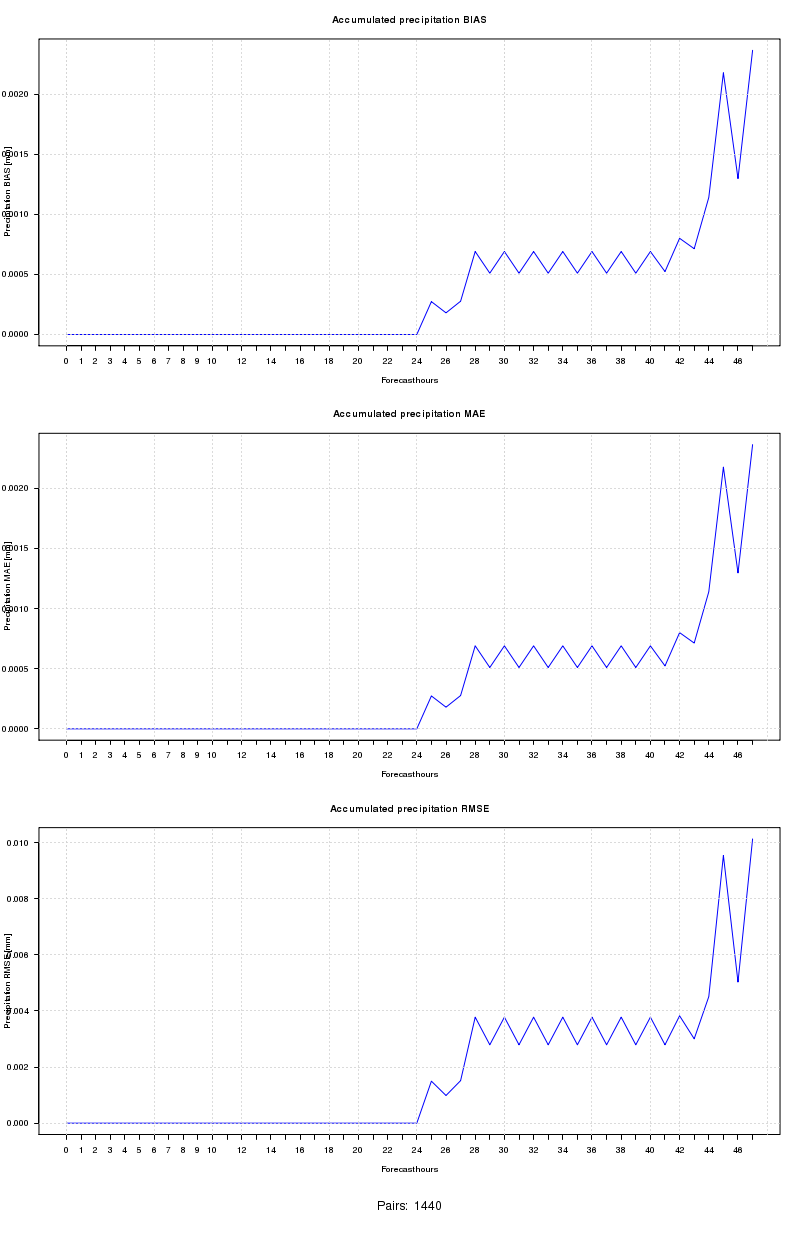 Accumulated precipitation BIAS
0.0020
0.0015
0.0010
0.0005
0.0000
Precipitation BIAS [mm]
0 1 2 3 4 5 6 7 8 9 10 12 14 16 18 20 22 24 26 28 30 32 34 36 38 40 42 44 46
Forecasthours
Accumulated precipitation MAE
0.0020
0.0015
0.0010
0.0005
0.0000
Precipitation MAE [mm]
0 1 2 3 4 5 6 7 8 9 10 12 14 16 18 20 22 24 26 28 30 32 34 36 38 40 42 44 46
Forecasthours
Accumulated precipitation RMSE
0.010
0.008
0.006
0.004
0.002
0.000
Precipitation RMSE [mm]
0 1 2 3 4 5 6 7 8 9 10 12 14 16 18 20 22 24 26 28 30 32 34 36 38 40 42 44 46
Forecasthours
Pairs: 1440